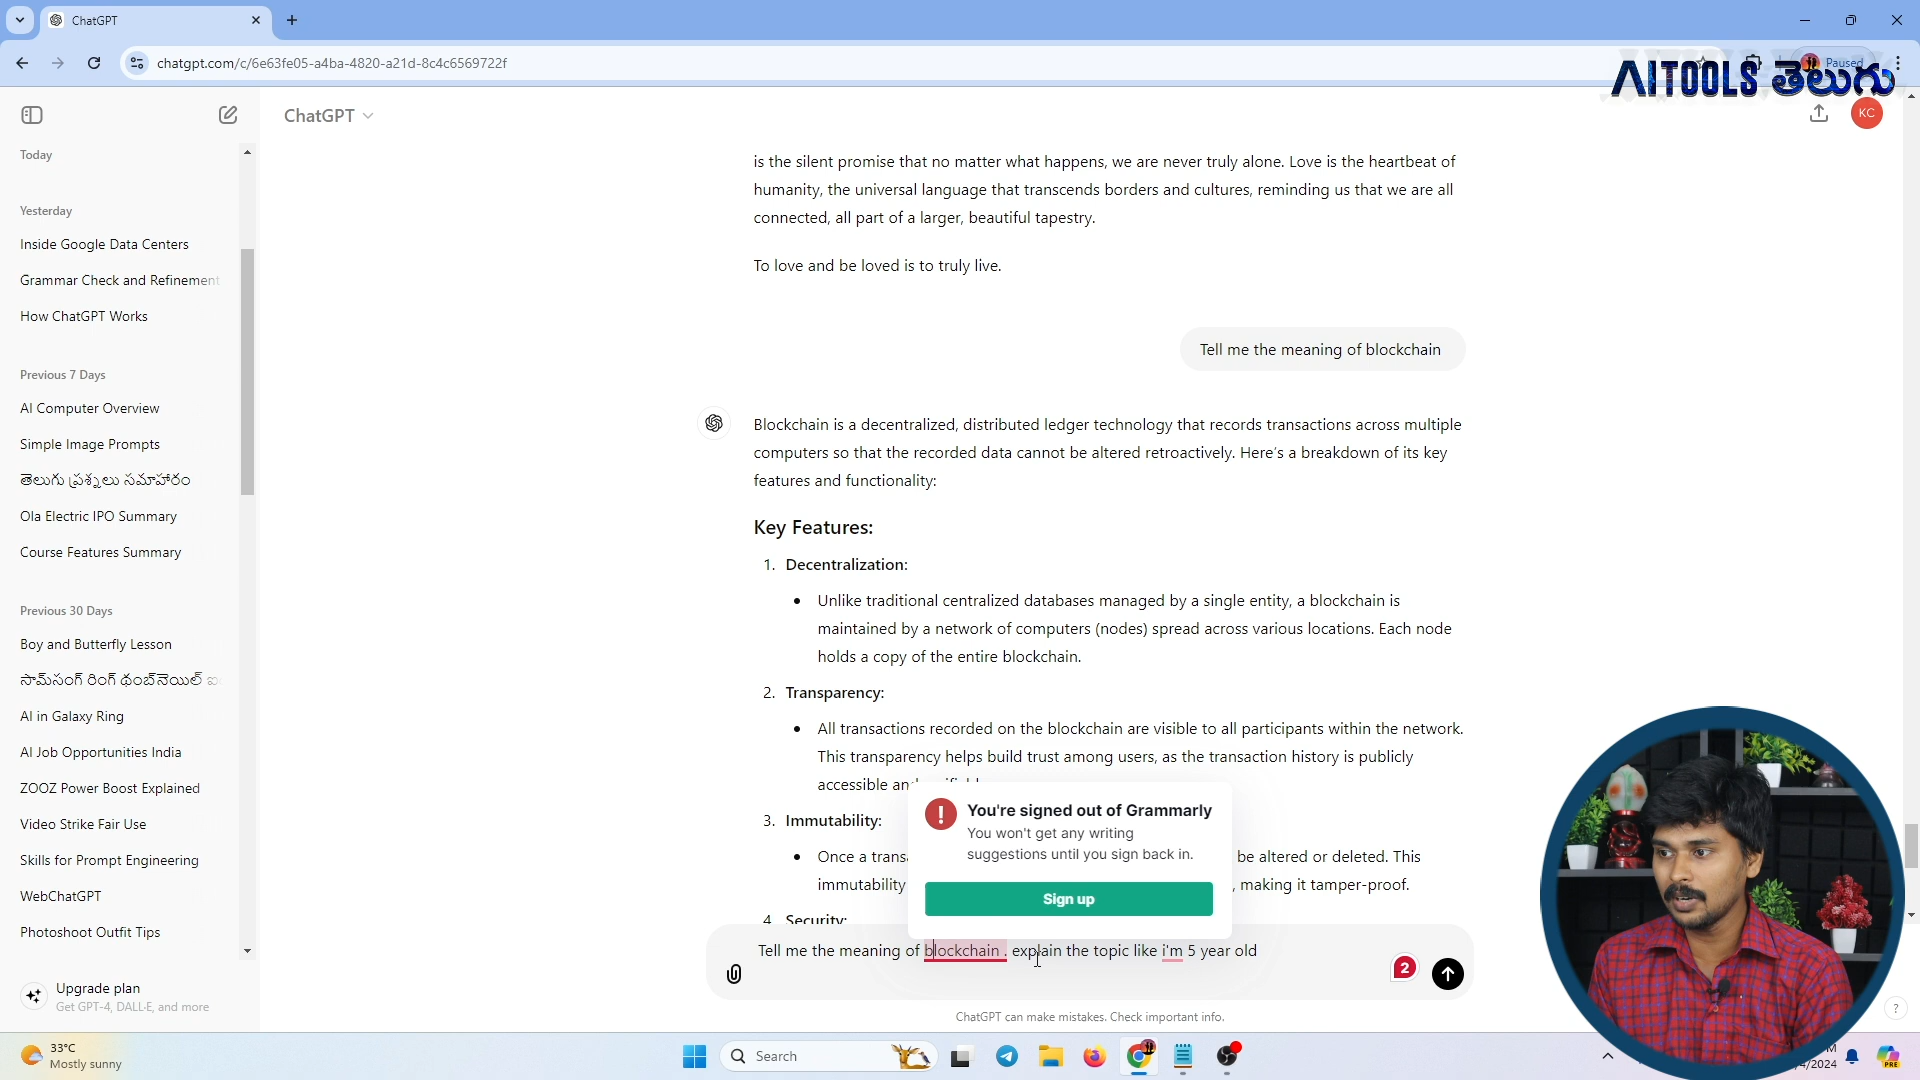 ChatGPT
chatgpt.com/c/6e63fe05-a4ba-4820-a21d-8c4c6569722f
Paused
AITOOLS తెలుగు
ChatGPT
KC
Today
Yesterday
Inside Google Data Centers
Grammar Check and Refinement
How ChatGPT Works
Previous 7 Days
AI Computer Overview
Simple Image Prompts
తెలుగు ప్రశ్నలు సమాహారం
Ola Electric IPO Summary
Course Features Summary
Previous 30 Days
Boy and Butterfly Lesson
సామ్‌సంగ్ రింగ్ థంబ్‌నెయిల్
AI in Galaxy Ring
AI Job Opportunities India
ZOOZ Power Boost Explained
Video Strike Fair Use
Skills for Prompt Engineering
WebChatGPT
Photoshoot Outfit Tips
Upgrade plan
Get GPT-4, DALL·E, and more
is the silent promise that no matter what happens, we are never truly alone. Love is the heartbeat of
humanity, the universal language that transcends borders and cultures, reminding us that we are all
connected, all part of a larger, beautiful tapestry.
To love and be loved is to truly live.
Tell me the meaning of blockchain
Blockchain is a decentralized, distributed ledger technology that records transactions across multiple
computers so that the recorded data cannot be altered retroactively. Here's a breakdown of its key
features and functionality:
Key Features:
1. Decentralization:
• Unlike traditional centralized databases managed by a single entity, a blockchain is
maintained by a network of computers (nodes) spread across various locations. Each node
holds a copy of the entire blockchain.
2. Transparency:
• All transactions recorded on the blockchain are visible to all participants within the network.
This transparency helps build trust among users, as the transaction history is publicly
accessible
3. Immutability:
• Once a be altered or deleted. This
immutability , making it tamper-proof.
4. Security:
You're signed out of Grammarly
You won't get any writing
suggestions until you sign back in.
Sign up
Tell me the meaning of blockchain . explain the topic like i'm 5 year old
2
ChatGPT can make mistakes. Check important info.
?
33°C
Mostly sunny
Search
PRE